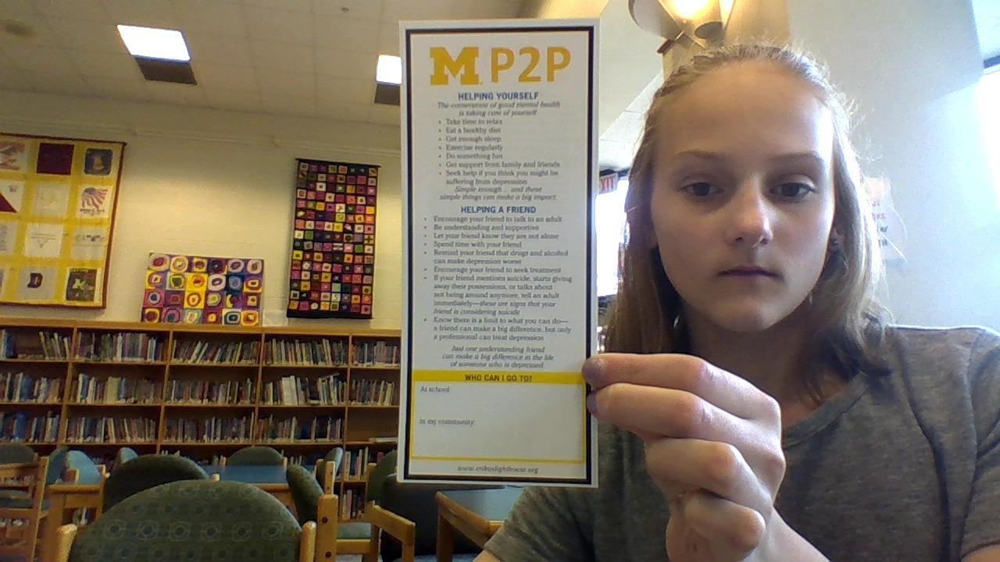 M P2P
HELPING YOURSELF
The cornerstone of good mental health
is taking care of yourself
• Take time to relax
• Eat a healthy diet
• Get enough sleep
• Exercise regularly
• Do something fun
• Get support from family and friends
• Seek help if you think you might be
suffering from depression
Simple enough ... and these
simple things can make a big impact.
HELPING A FRIEND
• Encourage your friend to talk to an adult
• Be understanding and supportive
• Let your friend know they are not alone
• Spend time with your friend
• Remind your friend that drugs and alcohol
can make depression worse
• Encourage your friend to seek treatment
• If your friend mentions suicide, starts giving
away their possessions, or talks about
not being around anymore, tell an adult
immediately—these are signs that your
friend is considering suicide
• Know there is a limit to what you can do—
a friend can make a big difference, but only
a professional can treat depression
Just one understanding friend
can make a big difference in the life
of someone who is depressed.
WHO CAN I GO TO?
At school:
In my community:
www.erikaslighthouse.org
EXIT